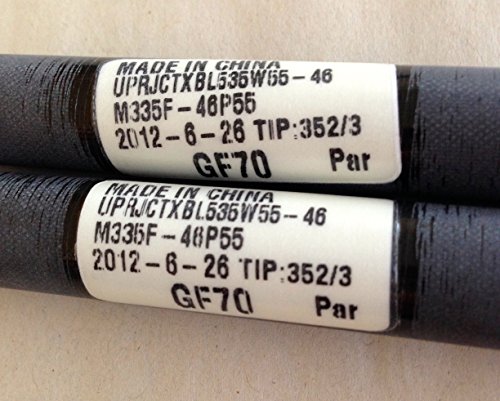 MADE IN CHINA
UPRJCTXBL535W55-46
M335F-46P55
2012-6-26 TIP:352/3
GF70 Par
MADE IN CHINA
UPRJCTXBL535W55-46
M335F-46P55
2012-6-26 TIP:352/3
GF70 Par